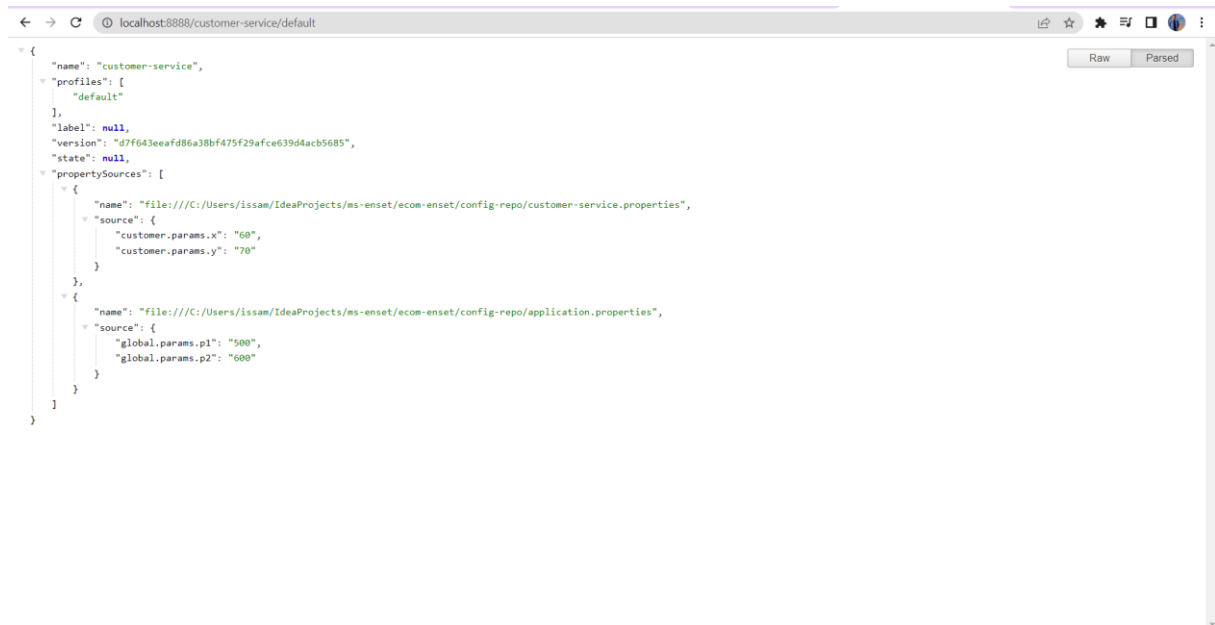 localhost:8888/customer-service/default
Raw Parsed
{
"name": "customer-service",
"profiles": [
"default"
],
"label": null,
"version": "d7f643eeafd86a38bf475f29afce639d4acb5685",
"state": null,
"propertySources": [
{
"name": "file:///C:/Users/issam/IdeaProjects/ms-enset/ecom-enset/config-repo/customer-service.properties",
"source": {
"customer.params.x": "60",
"customer.params.y": "70"
}
},
{
"name": "file:///C:/Users/issam/IdeaProjects/ms-enset/ecom-enset/config-repo/application.properties",
"source": {
"global.params.p1": "500",
"global.params.p2": "600"
}
}
]
}